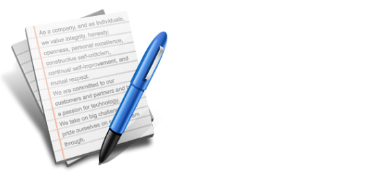 As a company, and as individuals,
we value integrity, honesty,
openness, personal excellence,
constructive self-criticism,
continual self-improvement, and
mutual respect.
We are committed to our
customers and partners and
a passion for technology.
We take on big
pride ourselves on
through.